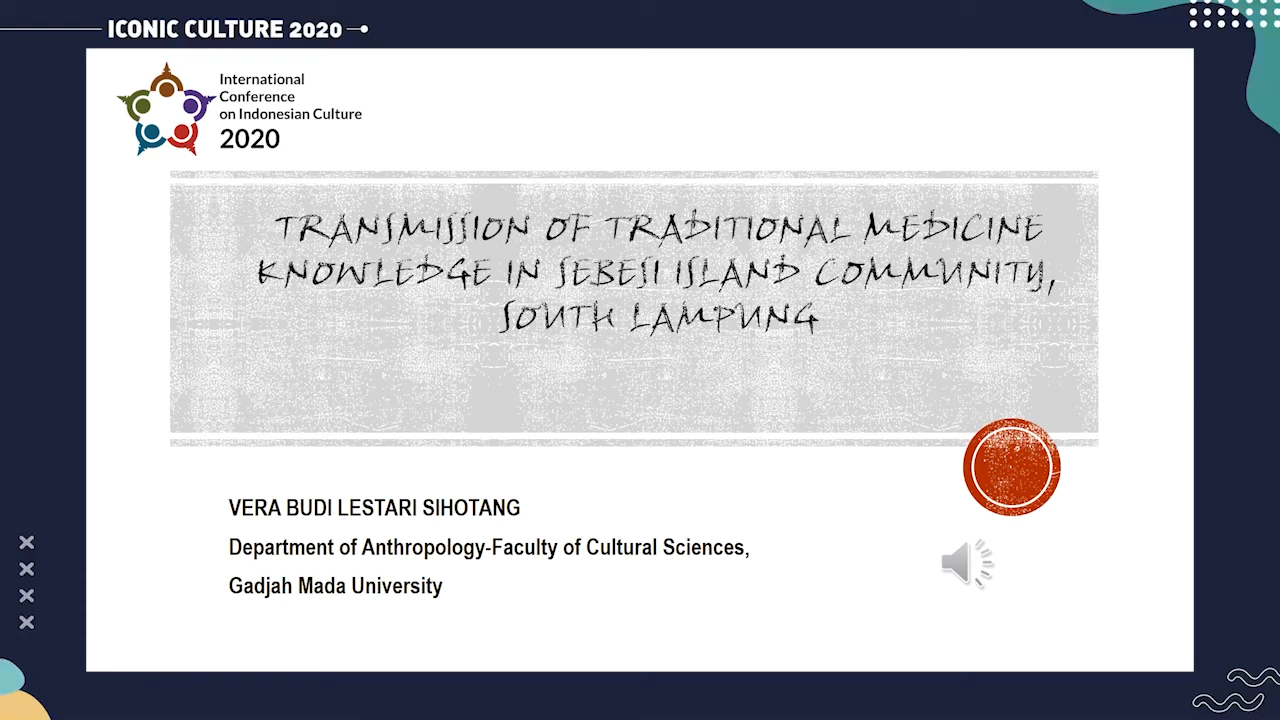 ICONIC CULTURE 2020
International
Conference
on Indonesian Culture
2020
TRANSMISSION OF TRADITIONAL MEDICINE
KNOWLEDGE IN SEBESI ISLAND COMMUNITY,
SOUTH LAMPUNG
VERA BUDI LESTARI SIHOTANG
Department of Anthropology-Faculty of Cultural Sciences,
Gadjah Mada University